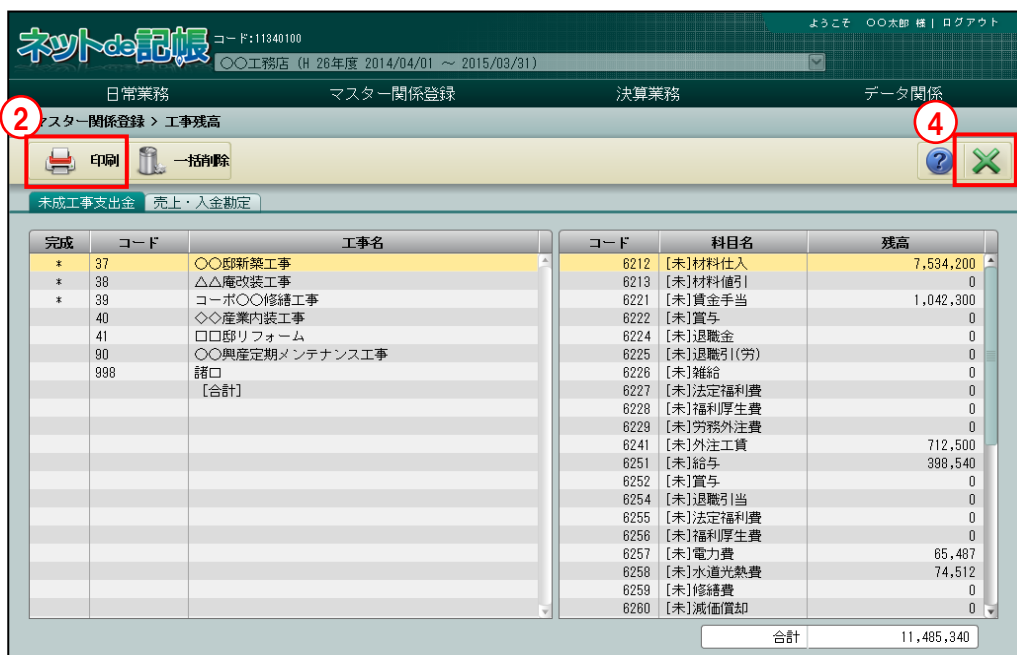 ようこそ 〇〇太郎 様 | ログアウト
ネットde記帳 コード:11340100
〇〇工務店 (H 26年度 2014/04/01 ～ 2015/03/31)
日常業務 マスター関係登録 決算業務 データ関係
② マスター関係登録 > 工事残高 ④
印刷 一括削除 ?
未成工事支出金 売上・入金勘定
完成 コード 工事名 コード 科目名 残高
* 37 〇〇邸新築工事 6212 [未]材料仕入 7,534,200
* 38 △△庵改装工事 6213 [未]材料値引 0
* 39 コーポ〇〇修繕工事 6221 [未]賃金手当 1,042,300
40 ◇◇産業内装工事 6222 [未]賞与 0
41 ロロ邸リフォーム 6224 [未]退職金 0
90 〇〇興産定期メンテナンス工事 6225 [未]退職引(労) 0
998 諸口 6226 [未]雑給 0
[合計] 6227 [未]法定福利費 0
6228 [未]福利厚生費 0
6229 [未]労務外注費 0
6241 [未]外注工賃 712,500
6251 [未]給与 398,540
6252 [未]賞与 0
6254 [未]退職引当 0
6255 [未]法定福利費 0
6256 [未]福利厚生費 0
6257 [未]電力費 65,487
6258 [未]水道光熱費 74,512
6259 [未]修繕費 0
6260 [未]減価償却 0
合計 11,485,340